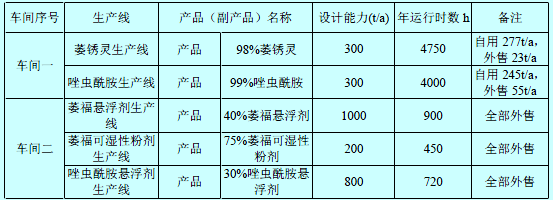 车间序号 生产线 产品（副产品）名称 设计能力(t/a) 年运行时数 h 备注
车间一 萎锈灵生产线 产品 98%萎锈灵 300 4750 自用 277t/a，
外售 23t/a
唑虫酰胺生产线 产品 99%唑虫酰胺 300 4000 自用 245t/a，
外售 55t/a
车间二 萎福悬浮剂生产
线 产品 40%萎福悬浮剂 1000 900 全部外售
萎福可湿性粉剂
生产线 产品 75%萎福可湿性
粉剂 200 450 全部外售
唑虫酰胺悬浮剂
生产线 产品 30%唑虫酰胺悬
浮剂 800 720 全部外售